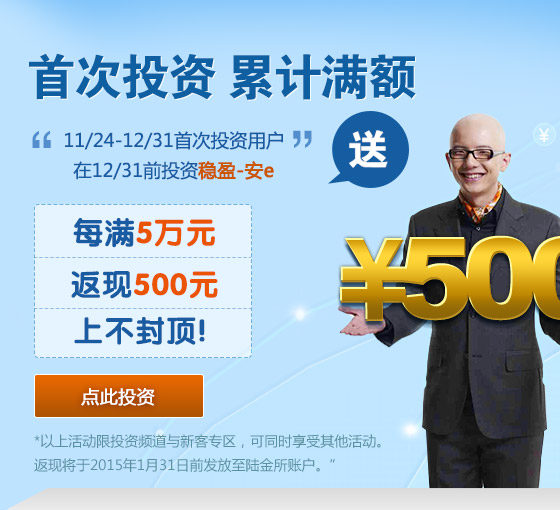 首次投资 累计满额
“ 11/24-12/31首次投资用户 ”
在12/31前投资稳盈-安e
送
¥
每满5万元
¥500
返现500元
上不封顶!
点此投资
*以上活动限投资频道与新客专区，可同时享受其他活动。
返现将于2015年1月31日前发放至陆金所账户。”